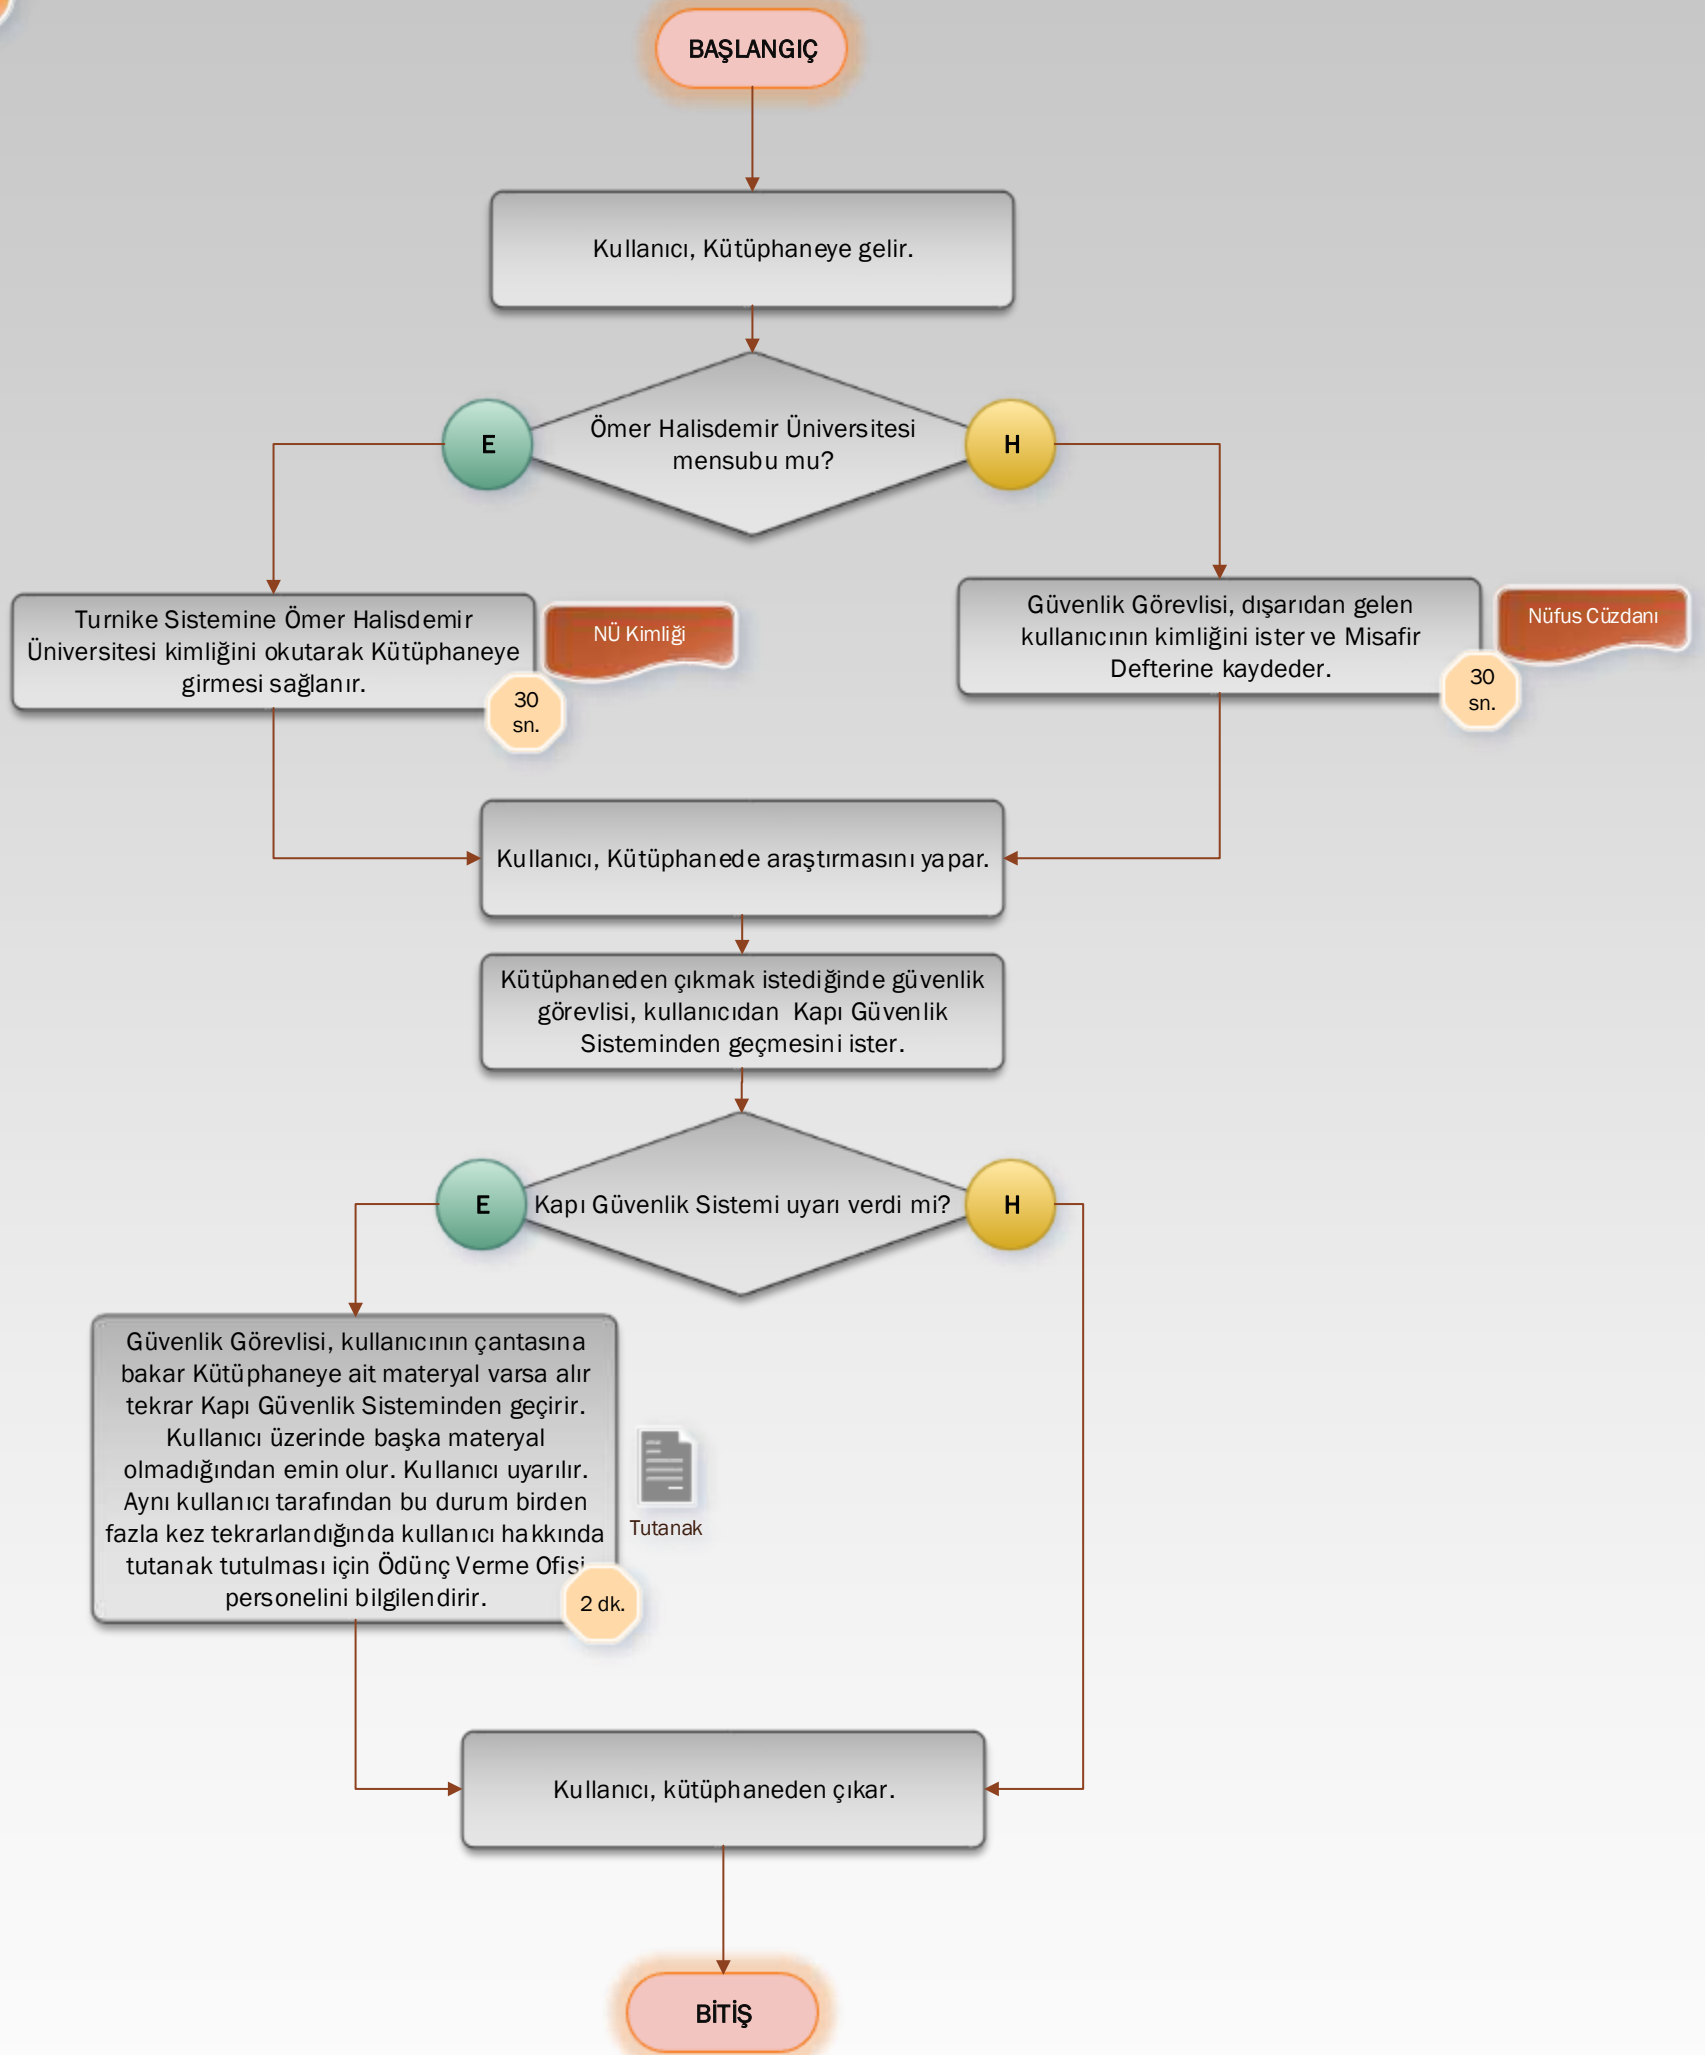 BAŞLANGIÇ
Kullanıcı, Kütüphaneye gelir.
Ömer Halisdemir Üniversitesi
mensubu mu?
E
H
Turnike Sistemine Ömer Halisdemir
Üniversitesi kimliğini okutarak Kütüphaneye
girmesi sağlanır.
NÜ Kimliği
30
sn.
Güvenlik Görevlisi, dışarıdan gelen
kullanıcının kimliğini ister ve Misafir
Defterine kaydeder.
Nüfus Cüzdanı
30
sn.
Kullanıcı, Kütüphanede araştırmasını yapar.
Kütüphaneden çıkmak istediğinde güvenlik
görevlisi, kullanıcıdan Kapı Güvenlik
Sisteminden geçmesini ister.
Kapı Güvenlik Sistemi uyarı verdi mi?
E
H
Güvenlik Görevlisi, kullanıcının çantasına
bakar Kütüphaneye ait materyal varsa alır
tekrar Kapı Güvenlik Sisteminden geçirir.
Kullanıcı üzerinde başka materyal
olmadığından emin olur. Kullanıcı uyarılır.
Aynı kullanıcı tarafından bu durum birden
fazla kez tekrarlandığında kullanıcı hakkında
tutanak tutulması için Ödünç Verme Ofisi
personelini bilgilendirir.
Tutanak
2 dk.
Kullanıcı, kütüphaneden çıkar.
BİTİŞ